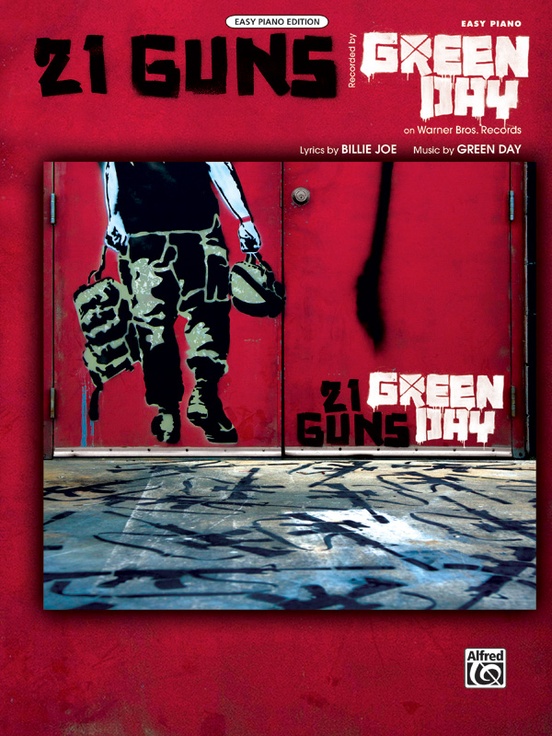 EASY PIANO EDITION
EASY PIANO
21 GUNS
Recorded by
GREEN
DAY
on Warner Bros. Records
Lyrics by BILLIE JOE Music by GREEN DAY
21
GUNS
GREEN
DAY
Alfred